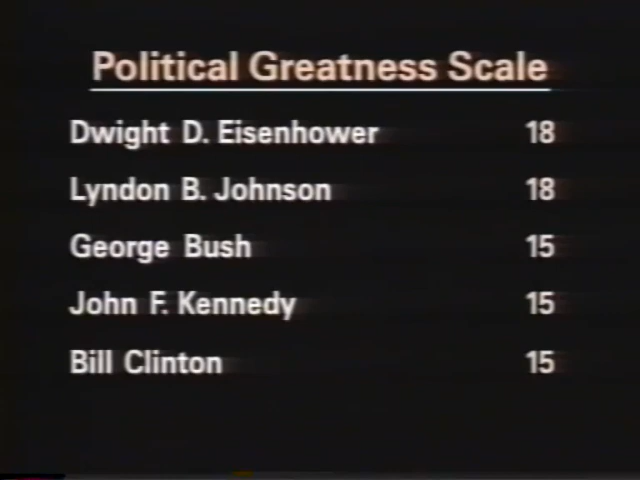 Political Greatness Scale
Dwight D. Eisenhower 18
Lyndon B. Johnson 18
George Bush 15
John F. Kennedy 15
Bill Clinton 15